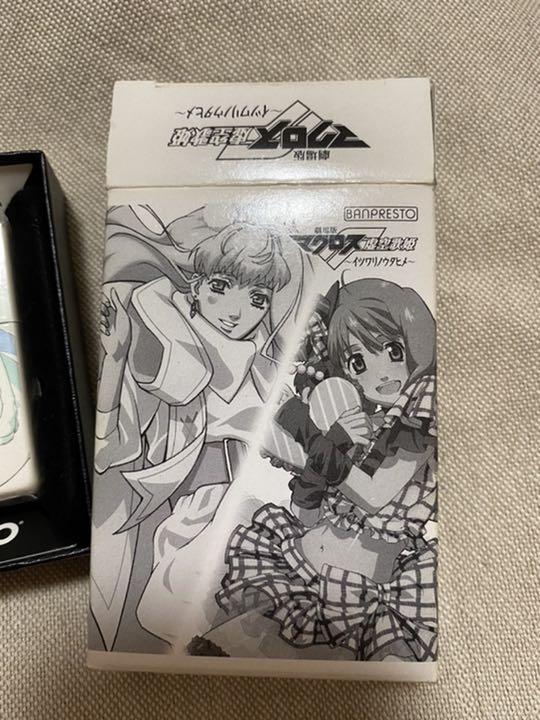 劇場版
マクロスF 虚空歌姫
～イツワリノウタヒメ～
BANPRESTO
劇場版
マクロスF 虚空歌姫
～イツワリノウタヒメ～
O